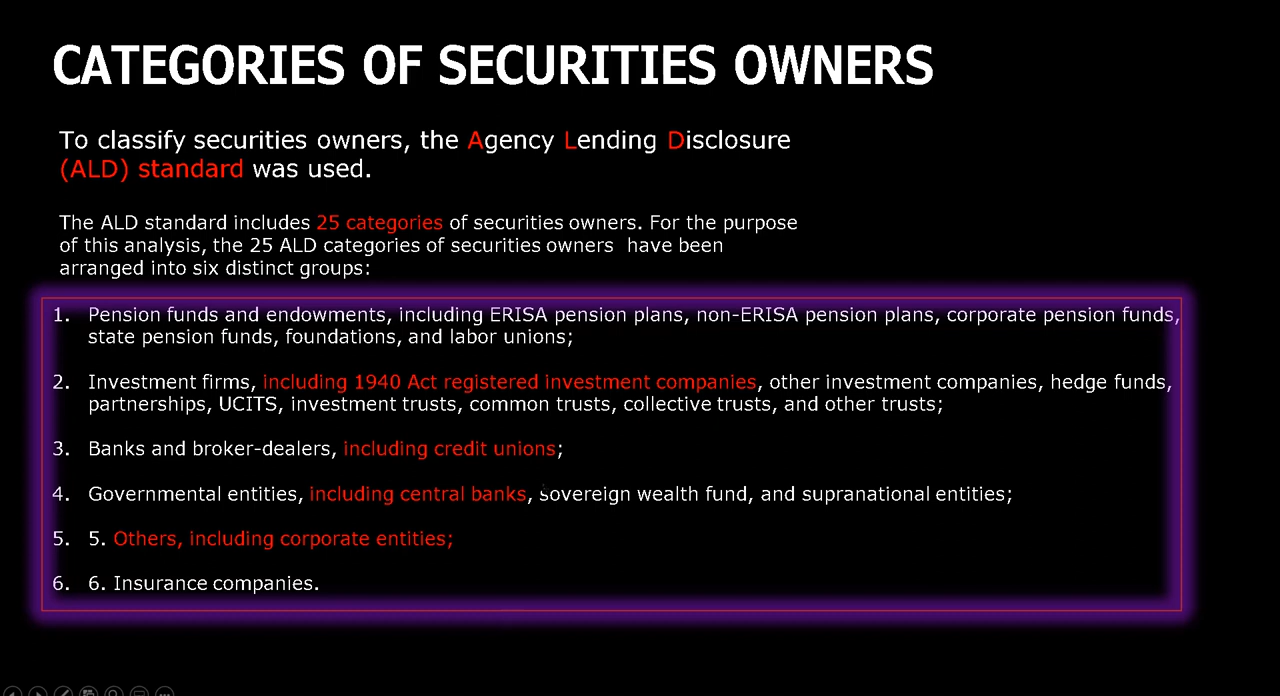 CATEGORIES OF SECURITIES OWNERS
To classify securities owners, the Agency Lending Disclosure
(ALD) standard was used.
The ALD standard includes 25 categories of securities owners. For the purpose
of this analysis, the 25 ALD categories of securities owners have been
arranged into six distinct groups:
1. Pension funds and endowments, including ERISA pension plans, non-ERISA pension plans, corporate pension funds,
state pension funds, foundations, and labor unions;
2. Investment firms, including 1940 Act registered investment companies, other investment companies, hedge funds,
partnerships, UCITS, investment trusts, common trusts, collective trusts, and other trusts;
3. Banks and broker-dealers, including credit unions;
4. Governmental entities, including central banks, sovereign wealth fund, and supranational entities;
5. 5. Others, including corporate entities;
6. 6. Insurance companies.